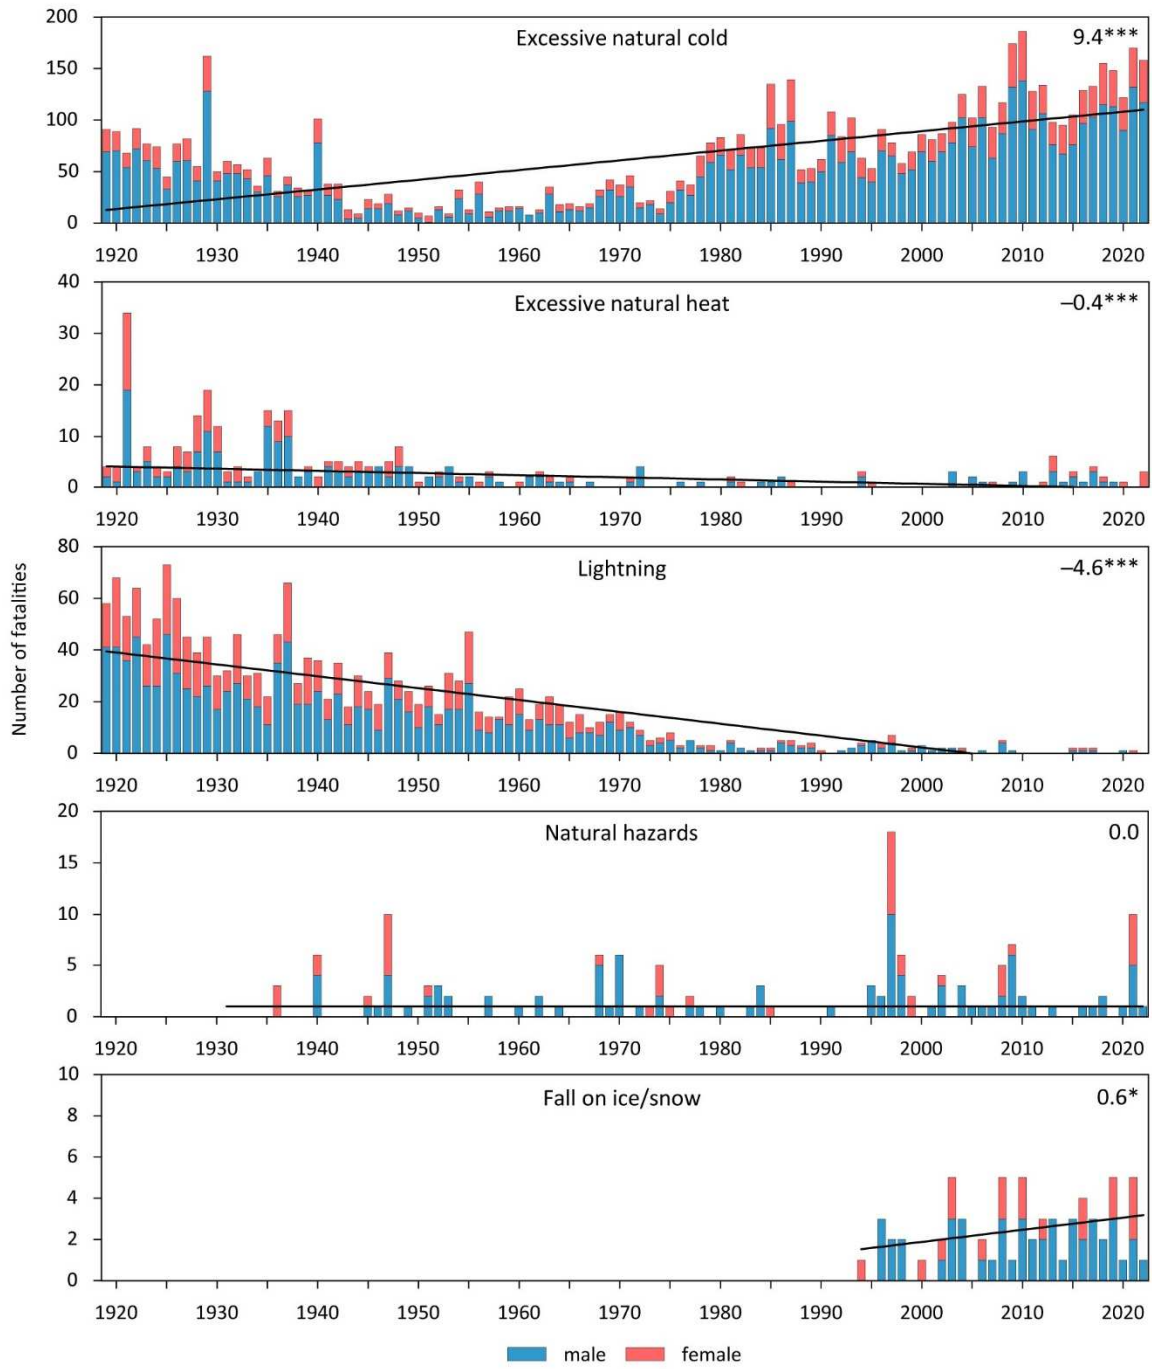 200
Excessive natural cold
9.4***
150
100
50
0
1920 1930 1940 1950 1960 1970 1980 1990 2000 2010 2020
40
Excessive natural heat
–0.4***
30
20
10
0
1920 1930 1940 1950 1960 1970 1980 1990 2000 2010 2020
80
Lightning
–4.6***
60
40
20
0
1920 1930 1940 1950 1960 1970 1980 1990 2000 2010 2020
Number of fatalities
20
Natural hazards
0.0
15
10
5
0
1920 1930 1940 1950 1960 1970 1980 1990 2000 2010 2020
10
Fall on ice/snow
0.6*
8
6
4
2
0
1920 1930 1940 1950 1960 1970 1980 1990 2000 2010 2020
male female